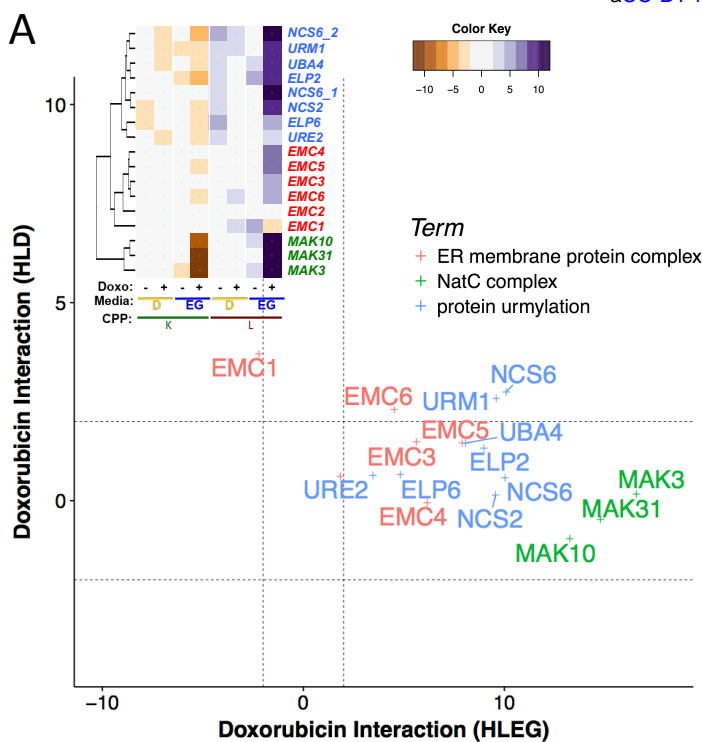 A
Color Key
−10 −5 0 5 10
NCS6_2
URM1
UBA4
ELP2
NCS6_1
NCS2
ELP6
URE2
EMC4
EMC5
EMC3
EMC6
EMC2
EMC1
MAK10
MAK31
MAK3
Doxo: - + - + - + - +
Media: D EG D EG
CPP: K L
Term
ER membrane protein complex
NatC complex
protein urmylation
Doxorubicin Interaction (HLD)
10
5
0
EMC1
EMC6
NCS6
URM1
EMC5
UBA4
EMC3
ELP2
URE2
ELP6
NCS6
EMC4
NCS2
MAK3
MAK31
MAK10
−10 0 10
Doxorubicin Interaction (HLEG)